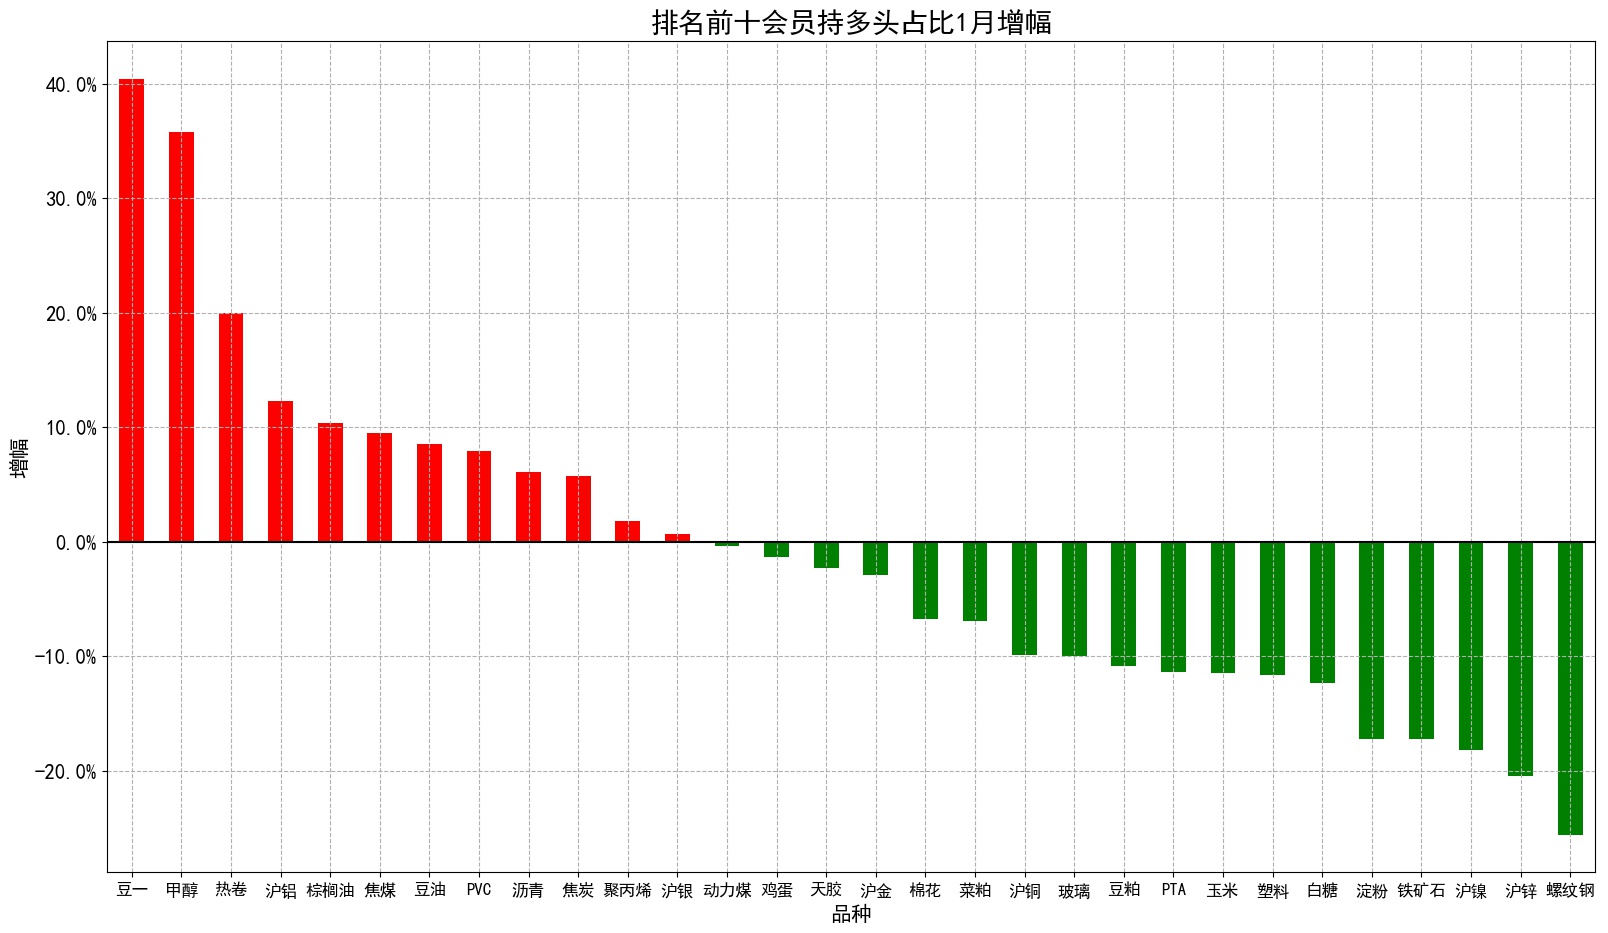 排名前十会员持多头占比1月增幅
40.0%
30.0%
20.0%
10.0%
0.0%
-10.0%
-20.0%
增幅
豆一 甲醇 热卷 沪铝 棕榈油 焦煤 豆油 PVC 沥青 焦炭 聚丙烯 沪银 动力煤 鸡蛋 天胶 沪金 棉花 菜粕 沪铜 玻璃 豆粕 PTA 玉米 塑料 白糖 淀粉 铁矿石 沪镍 沪锌 螺纹钢
品种